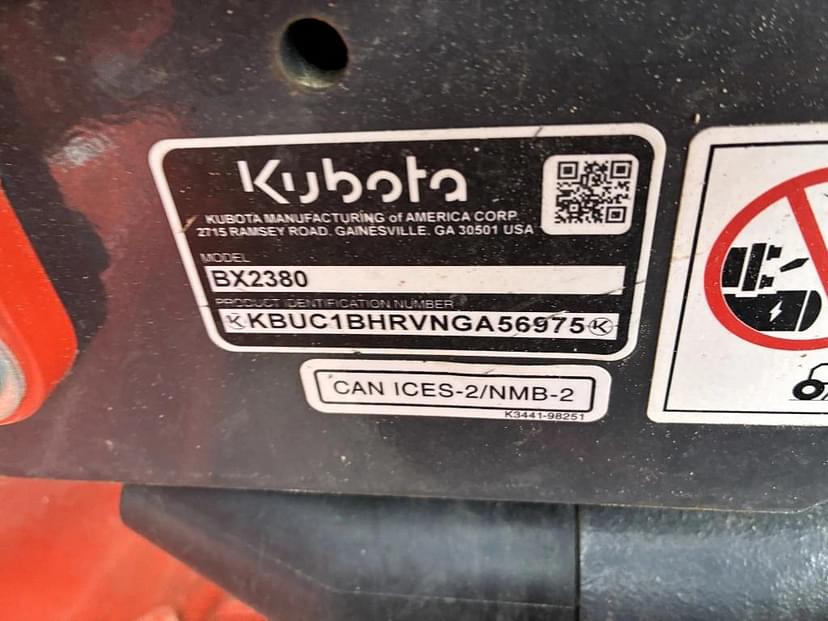 Kubota
KUBOTA MANUFACTURING of AMERICA CORP.
2715 RAMSEY ROAD, GAINESVILLE, GA 30501 USA
MODEL
BX2380
PRODUCT IDENTIFICATION NUMBER
KBUC1BHRVNGA56975
CAN ICES-2/NMB-2
K3441-98251